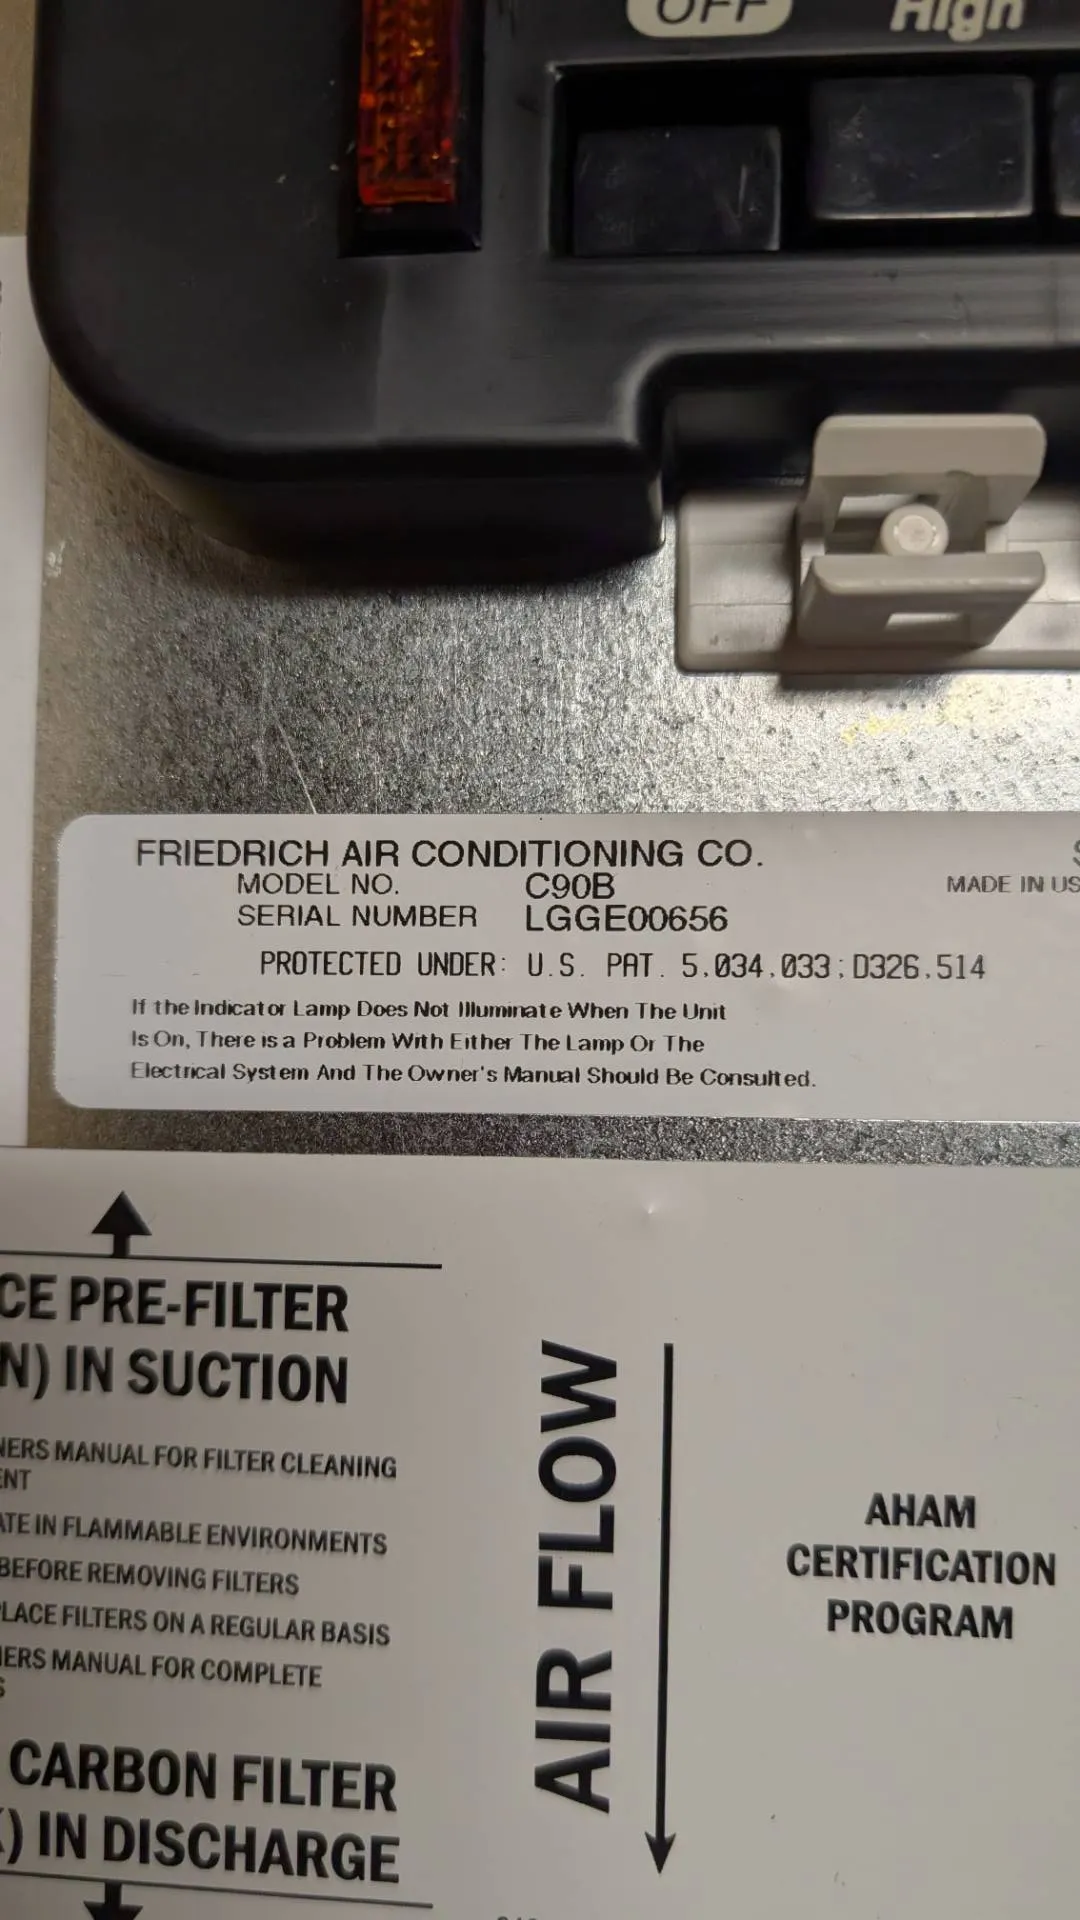 OFF High
FRIEDRICH AIR CONDITIONING CO.
MODEL NO. C90B MADE IN US
SERIAL NUMBER LGGE00656
PROTECTED UNDER: U.S. PAT. 5,034,033; D326,514
If the Indicator Lamp Does Not Illuminate When The Unit
Is On, There is a Problem With Either The Lamp Or The
Electrical System And The Owner's Manual Should Be Consulted.
CE PRE-FILTER
N) IN SUCTION
NERS MANUAL FOR FILTER CLEANING
ENT
ATE IN FLAMMABLE ENVIRONMENTS
BEFORE REMOVING FILTERS
LACE FILTERS ON A REGULAR BASIS
NERS MANUAL FOR COMPLETE
S
CARBON FILTER
) IN DISCHARGE
AIR FLOW
AHAM
CERTIFICATION
PROGRAM